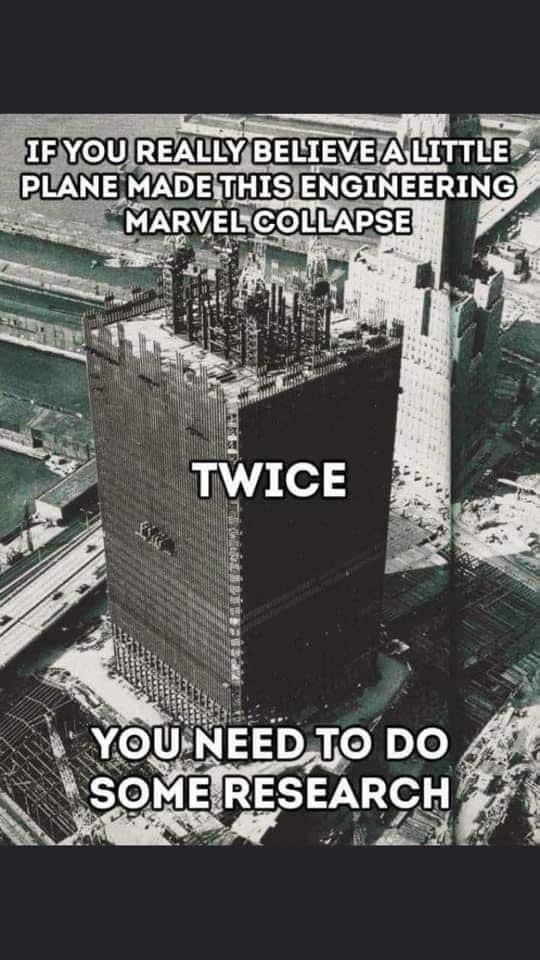 IF YOU REALLY BELIEVE A LITTLE
PLANE MADE THIS ENGINEERING
MARVEL COLLAPSE
TWICE
YOU NEED TO DO
SOME RESEARCH